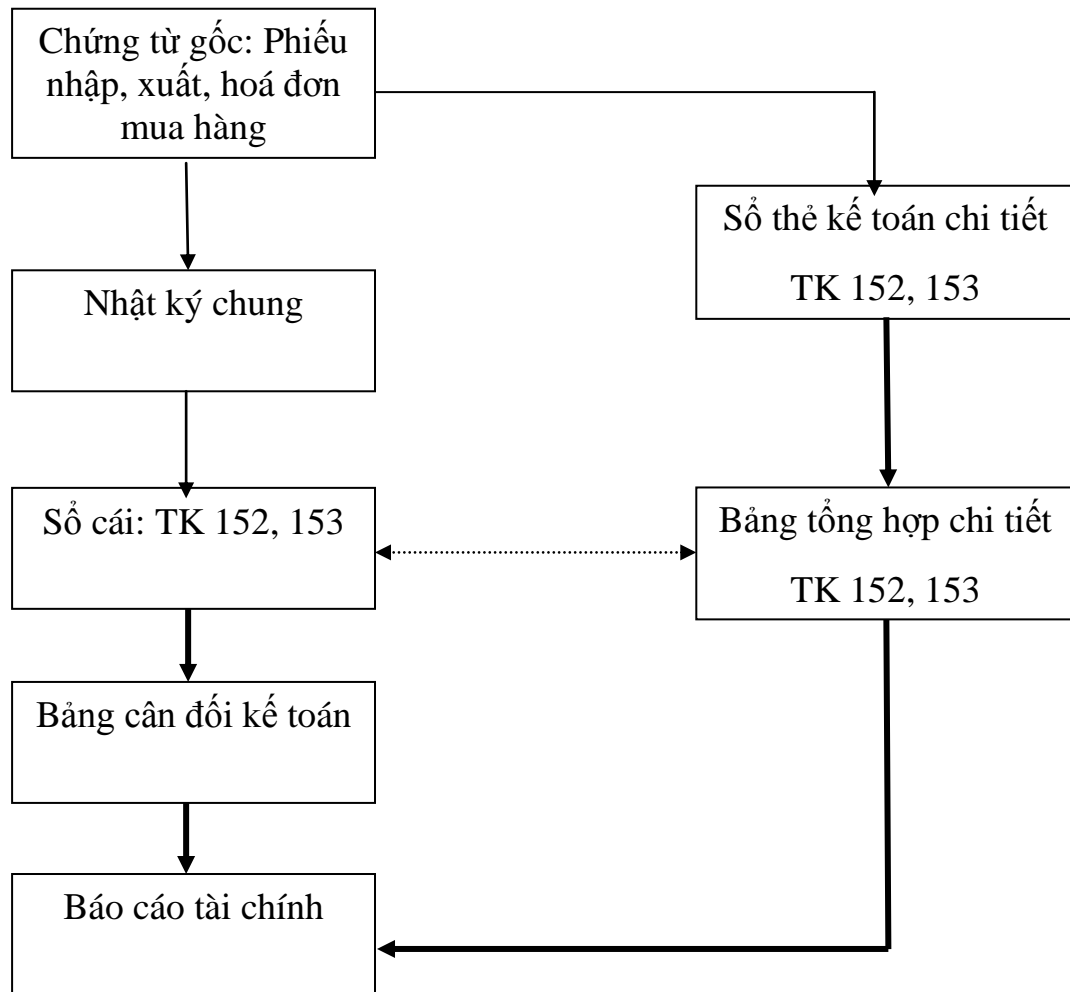 Chứng từ gốc: Phiếu
nhập, xuất, hoá đơn
mua hàng
Sổ thẻ kế toán chi tiết
TK 152, 153
Nhật ký chung
Sổ cái: TK 152, 153
Bảng tổng hợp chi tiết
TK 152, 153
Bảng cân đối kế toán
Báo cáo tài chính